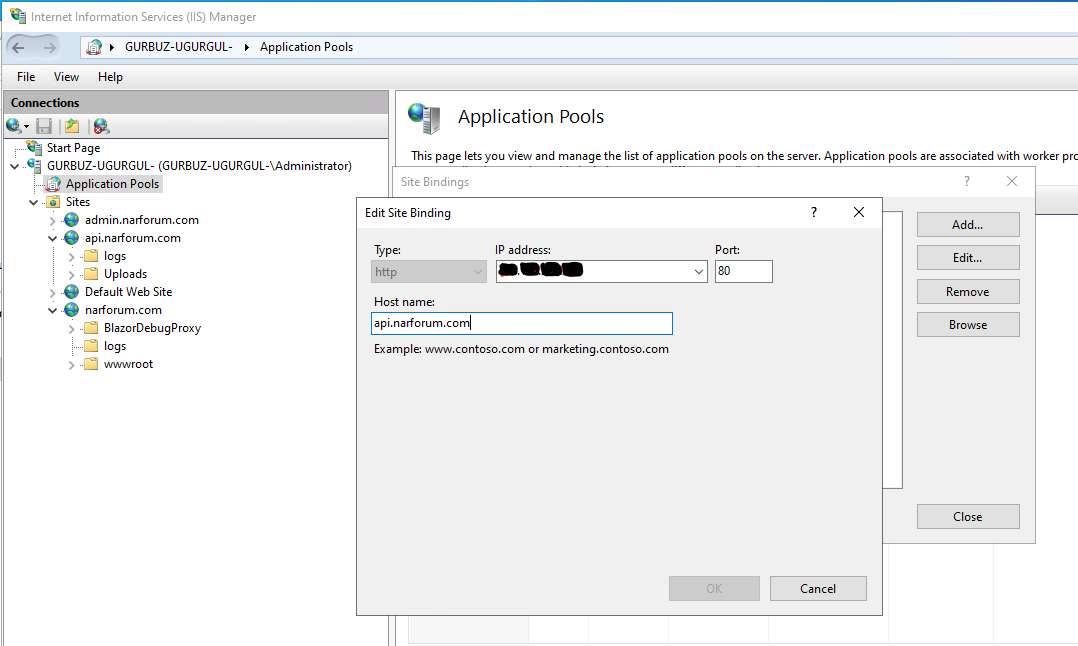 Internet Information Services (IIS) Manager
GURBUZ-UGURGUL- Application Pools
File View Help
Connections
Start Page
GURBUZ-UGURGUL- (GURBUZ-UGURGUL-\Administrator)
Application Pools
Sites
admin.narforum.com
api.narforum.com
logs
Uploads
Default Web Site
narforum.com
BlazorDebugProxy
logs
wwwroot
Application Pools
This page lets you view and manage the list of application pools on the server. Application pools are associated with worker pro
Site Bindings ?
Add...
Edit...
Remove
Browse
Close
Edit Site Binding ?
Type: IP address: Port:
http 80
Host name:
api.narforum.com
Example: www.contoso.com or marketing.contoso.com
OK Cancel